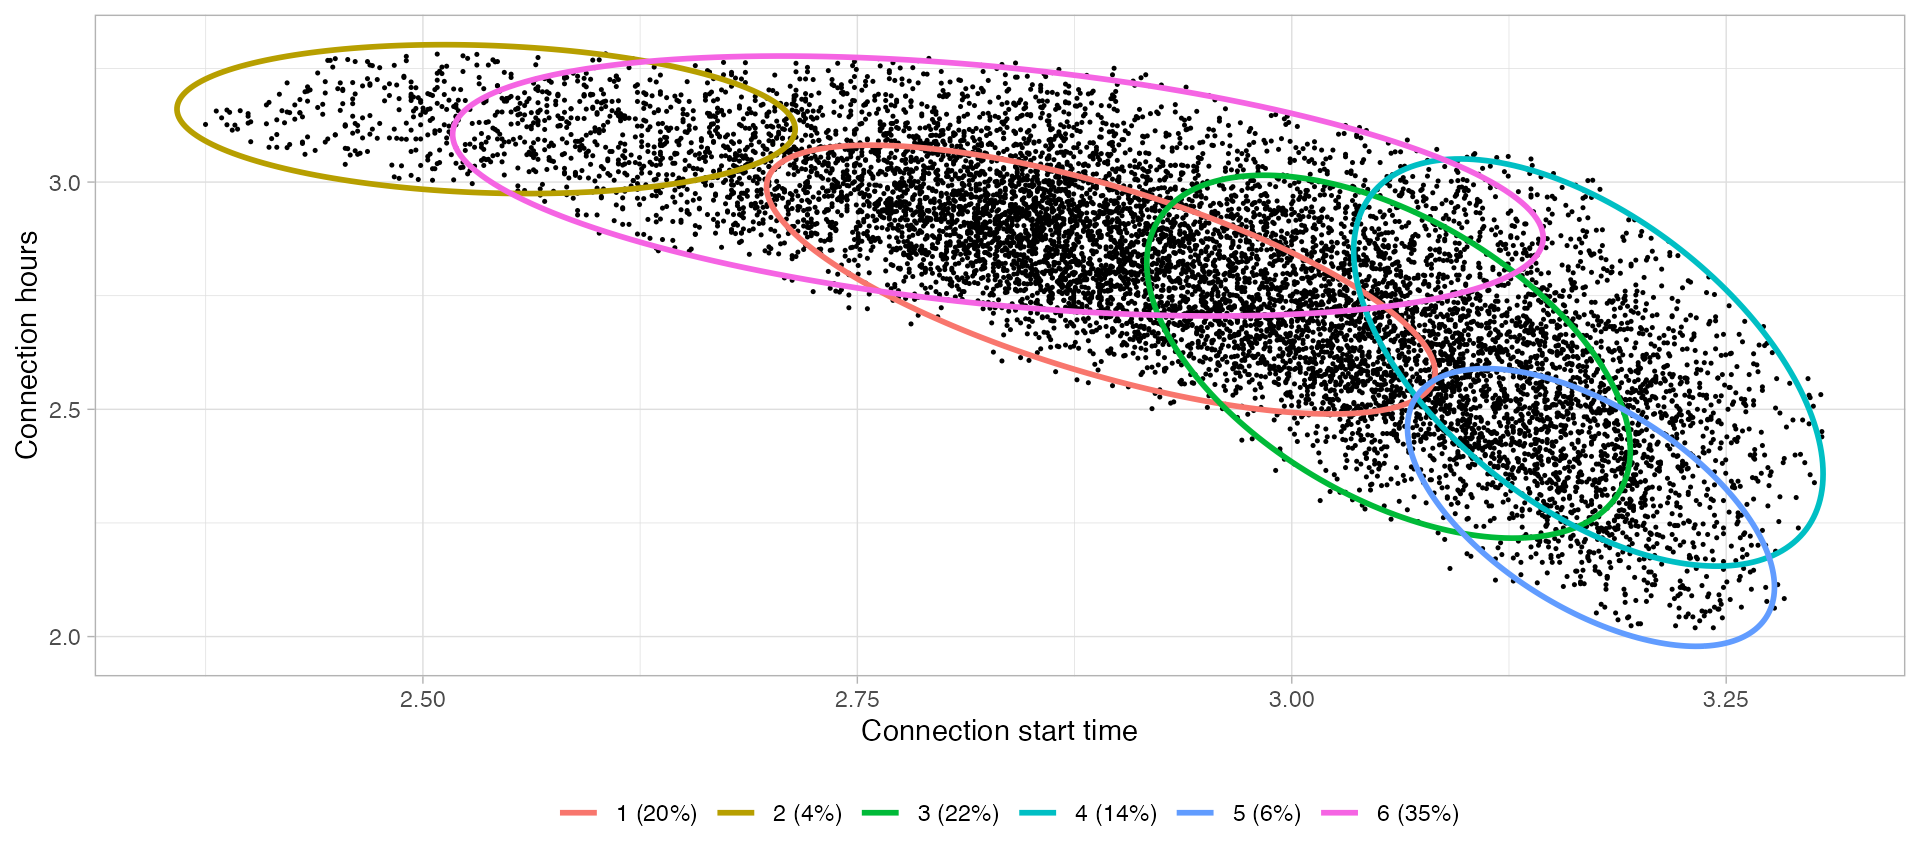 Connection hours
3.0
2.5
2.0
2.50 2.75 3.00 3.25
Connection start time
1 (20%) 2 (4%) 3 (22%) 4 (14%) 5 (6%) 6 (35%)